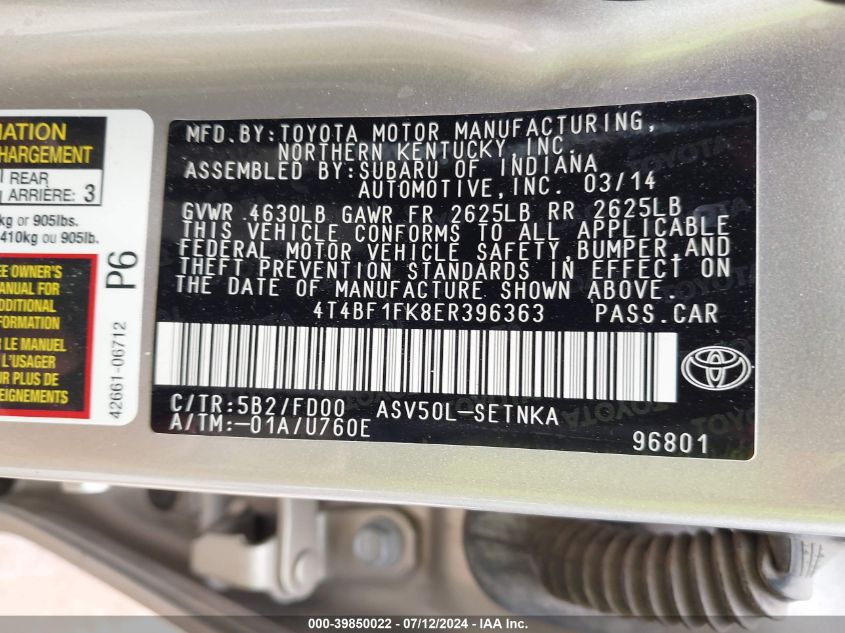 MATION
CHARGEMENT
REAR
ARRIÈRE: 3
kg or 905lbs.
410kg ou 905lb.
EE OWNER'S
MANUAL FOR
ADDITIONAL
FORMATION
R LE MANUEL
L'USAGER
UR PLUS DE
EIGNEMENTS
P6
42661-06712
MFD.BY:TOYOTA MOTOR MANUFACTURING,
NORTHERN KENTUCKY, INC.
ASSEMBLED BY:SUBARU OF INDIANA
AUTOMOTIVE, INC. 03/14
GVWR 4630LB GAWR FR 2625LB RR 2625LB
THIS VEHICLE CONFORMS TO ALL APPLICABLE
FEDERAL MOTOR VEHICLE SAFETY,BUMPER,AND
THEFT PREVENTION STANDARDS IN EFFECT ON
THE DATE OF MANUFACTURE SHOWN ABOVE.
4T4BF1FK8ER396363 PASS.CAR
C/TR:5B2/FD00 ASV50L-SETNKA
A/TM:-01A/U760E
96801
000-39850022 - 07/12/2024 - IAA Inc.